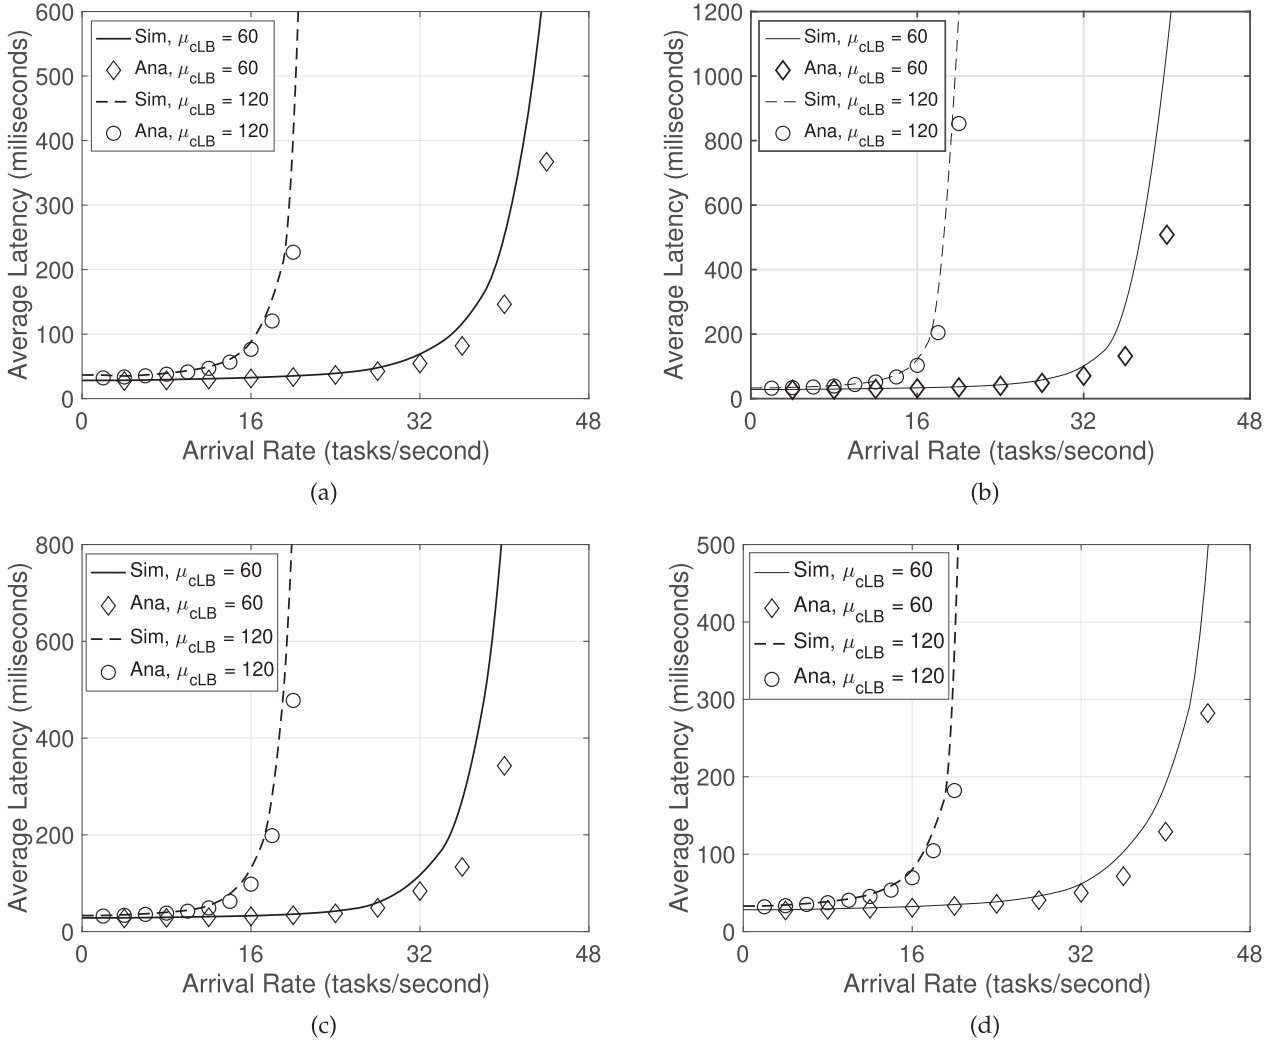 600
500
400
300
200
100
0
0
16
32
48
Average Latency (miliseconds)
Arrival Rate (tasks/second)
Sim, μcLB = 60
Ana, μcLB = 60
Sim, μcLB = 120
Ana, μcLB = 120
(a)
1200
1000
800
600
400
200
0
0
16
32
48
Average Latency (miliseconds)
Arrival Rate (tasks/second)
Sim, μcLB = 60
Ana, μcLB = 60
Sim, μcLB = 120
Ana, μcLB = 120
(b)
800
600
400
200
0
0
16
32
48
Average Latency (miliseconds)
Arrival Rate (tasks/second)
Sim, μcLB = 60
Ana, μcLB = 60
Sim, μcLB = 120
Ana, μcLB = 120
(c)
500
400
300
200
100
0
0
16
32
48
Average Latency (miliseconds)
Arrival Rate (tasks/second)
Sim, μcLB = 60
Ana, μcLB = 60
Sim, μcLB = 120
Ana, μcLB = 120
(d)